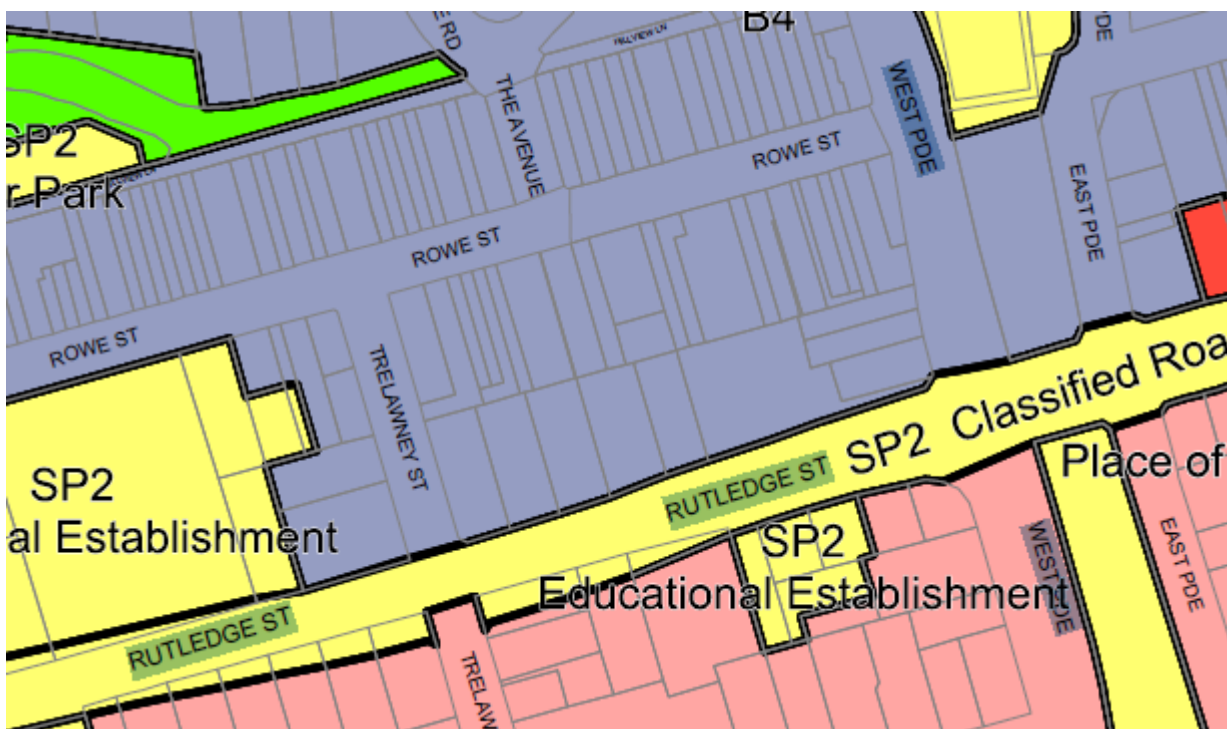 E RD
B4
HILLVIEW LN
PDE
WEST PDE
THE AVENUE
SP2
r Park
ROWE ST
ROWE ST
EAST PDE
ROWE ST
TRELAWNEY ST
SP2 Classified Roa
SP2
al Establishment
RUTLEDGE ST
Place of
SP2
Educational Establishment
WEST PDE
EAST PDE
RUTLEDGE ST
TRELAW